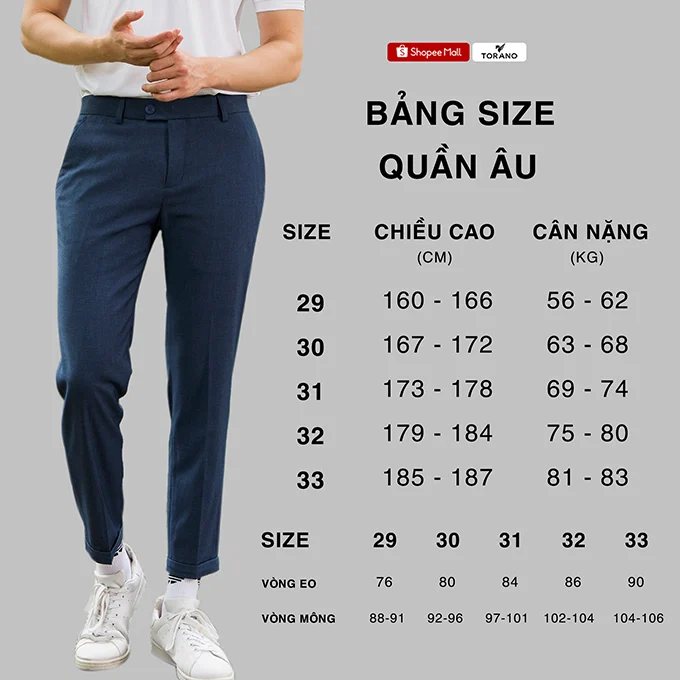 Shopee Mall TORANO
BẢNG SIZE
QUẦN ÂU
SIZE CHIỀU CAO CÂN NẶNG
(CM) (KG)
29 160 - 166 56 - 62
30 167 - 172 63 - 68
31 173 - 178 69 - 74
32 179 - 184 75 - 80
33 185 - 187 81 - 83
SIZE 29 30 31 32 33
VÒNG EO 76 80 84 86 90
VÒNG MÔNG 88-91 92-96 97-101 102-104 104-106